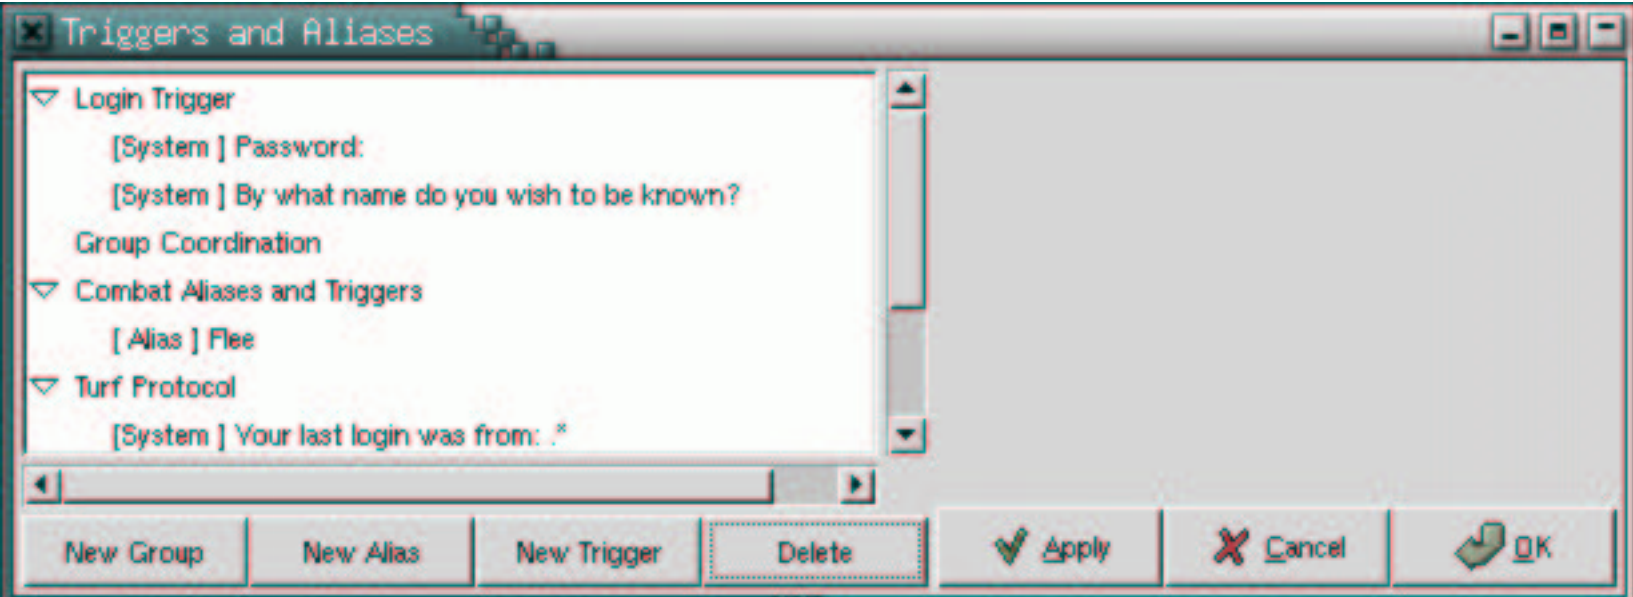 Triggers and Aliases
Login Trigger
[System ] Password:
[System ] By what name do you wish to be known?
Group Coordination
Combat Aliases and Triggers
[ Alias ] Flee
Turf Protocol
[System ] Your last login was from: .*
New Group New Alias New Trigger Delete Apply Cancel OK